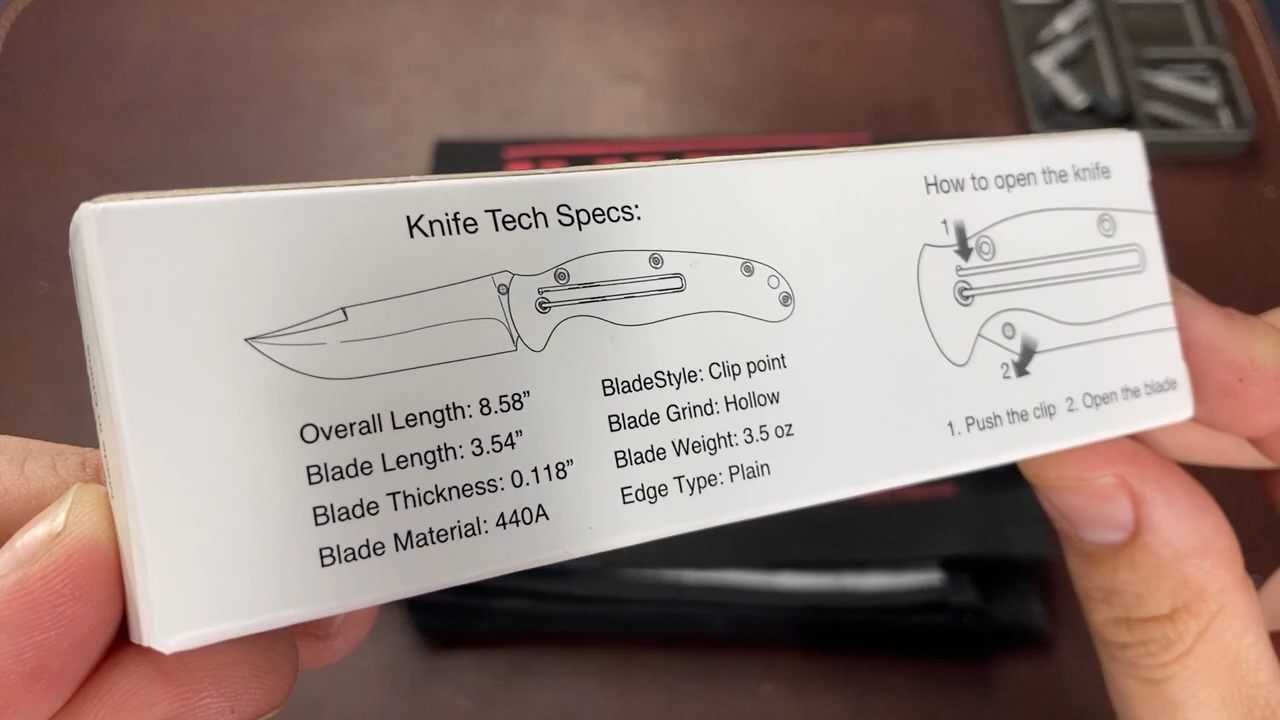 Knife Tech Specs:
Overall Length: 8.58”
Blade Length: 3.54”
Blade Thickness: 0.118”
Blade Material: 440A
BladeStyle: Clip point
Blade Grind: Hollow
Blade Weight: 3.5 oz
Edge Type: Plain
How to open the knife
1
2
1. Push the clip 2. Open the blade